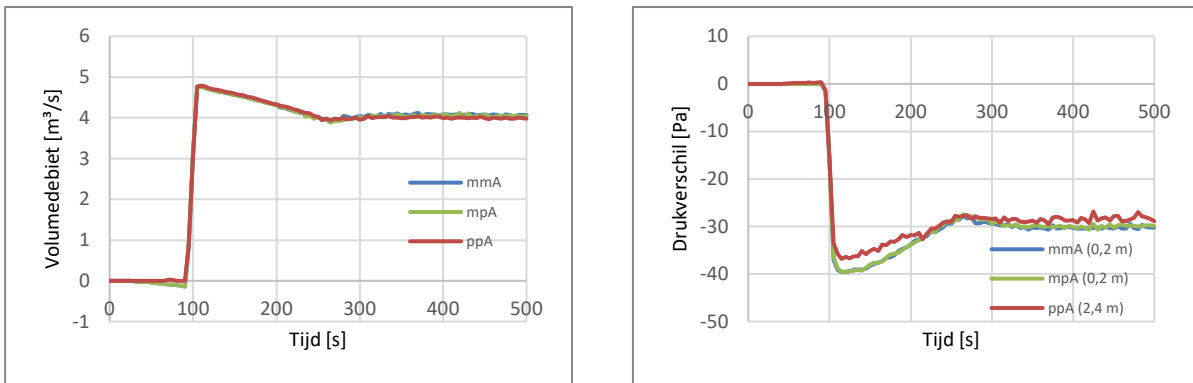 Volumedebiet [m³/s]
6
5
4
3
2
1
0
-1
0 100 200 300 400 500
mmA
mpA
ppA
Tijd [s]
Drukverschil [Pa]
10
0
-10
-20
-30
-40
-50
0 100 200 300 400 500
mmA (0,2 m)
mpA (0,2 m)
ppA (2,4 m)
Tijd [s]